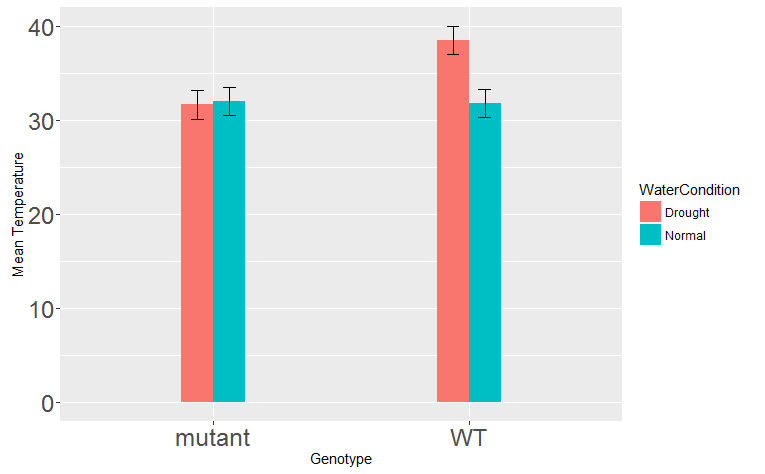 40
30
20
10
0
Mean Temperature
mutant
WT
Genotype
WaterCondition
Drought
Normal